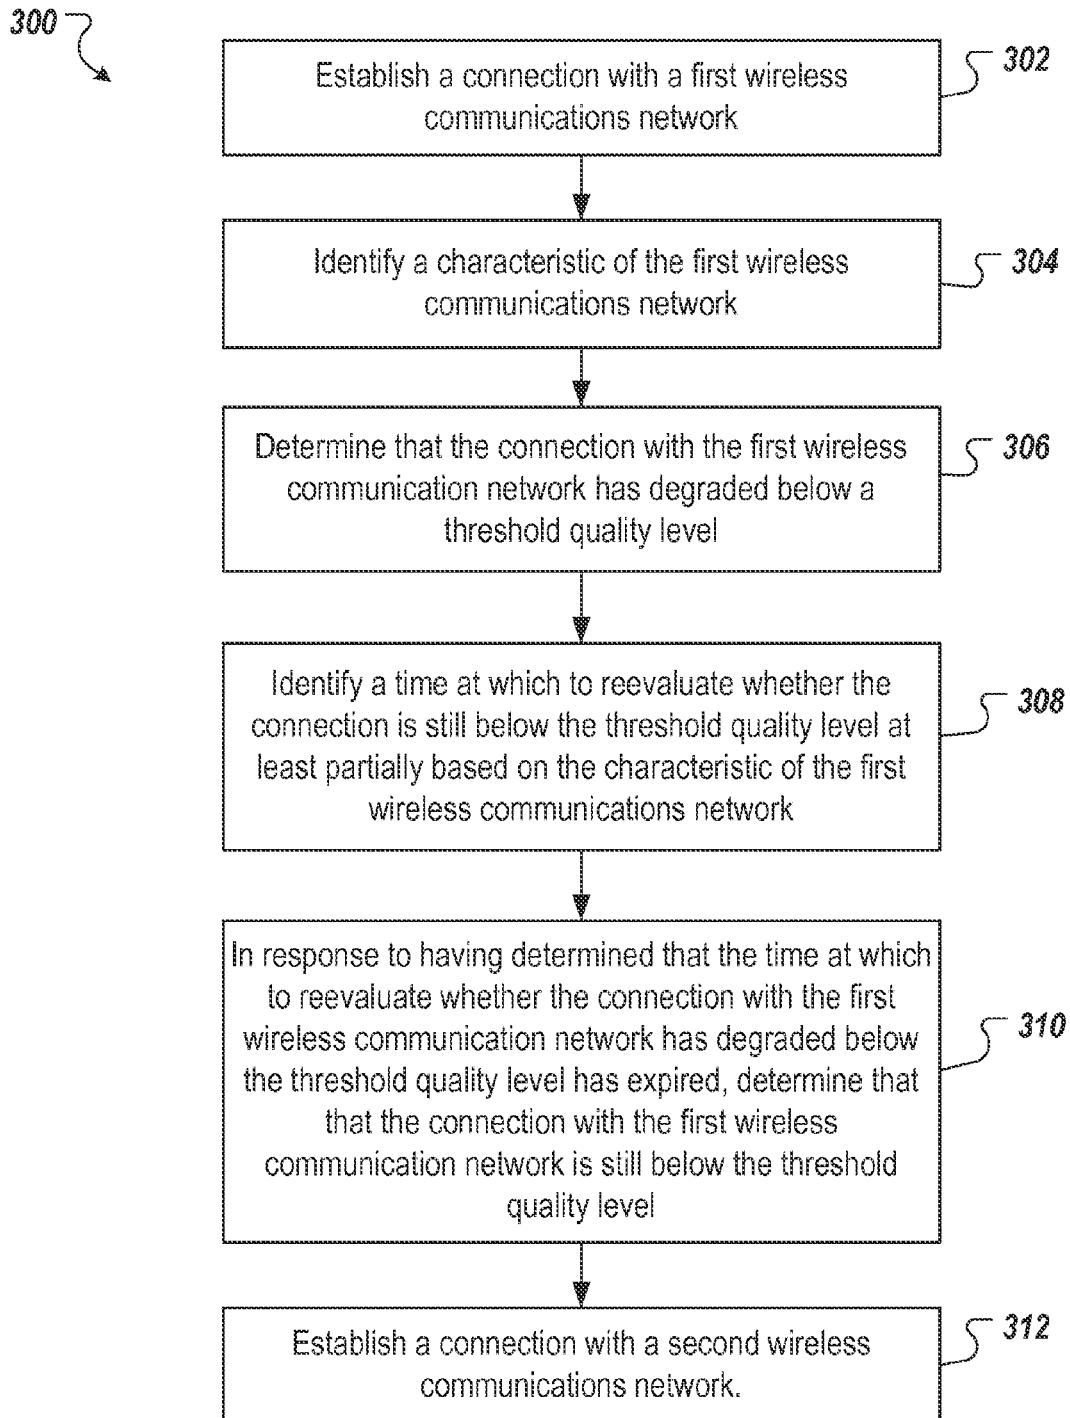 300
Establish a connection with a first wireless
communications network
302
Identify a characteristic of the first wireless
communications network
304
Determine that the connection with the first wireless
communication network has degraded below a
threshold quality level
306
Identify a time at which to reevaluate whether the
connection is still below the threshold quality level at
least partially based on the characteristic of the first
wireless communications network
308
In response to having determined that the time at which
to reevaluate whether the connection with the first
wireless communication network has degraded below
the threshold quality level has expired, determine that
that the connection with the first wireless
communication network is still below the threshold
quality level
310
Establish a connection with a second wireless
communications network.
312